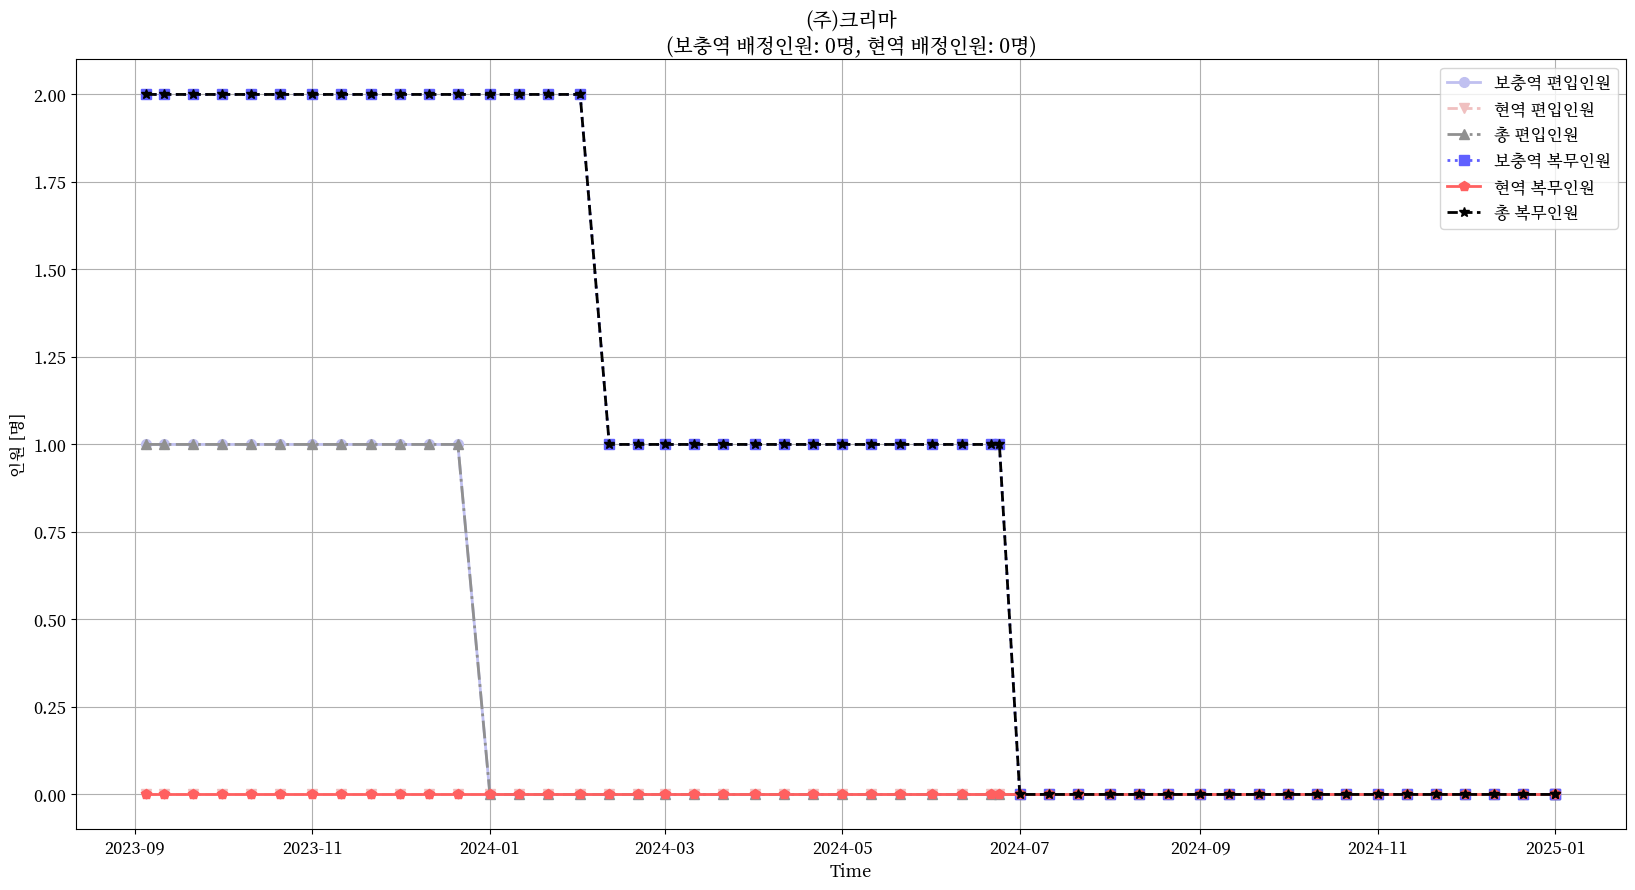 (주)크리마
(보충역 배정인원: 0명, 현역 배정인원: 0명)
보충역 편입인원
현역 편입인원
총 편입인원
보충역 복무인원
현역 복무인원
총 복무인원
인원 [명]
2.00
1.75
1.50
1.25
1.00
0.75
0.50
0.25
0.00
2023-09
2023-11
2024-01
2024-03
2024-05
2024-07
2024-09
2024-11
2025-01
Time